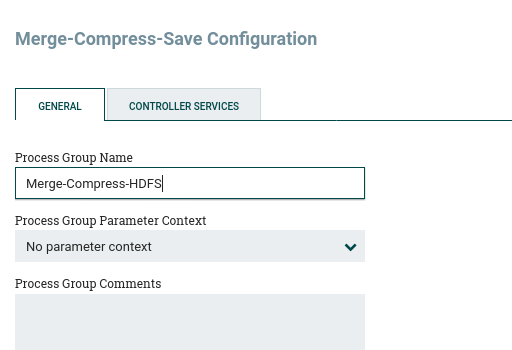 Merge-Compress-Save Configuration
GENERAL
CONTROLLER SERVICES
Process Group Name
Merge-Compress-HDFS
Process Group Parameter Context
No parameter context
Process Group Comments